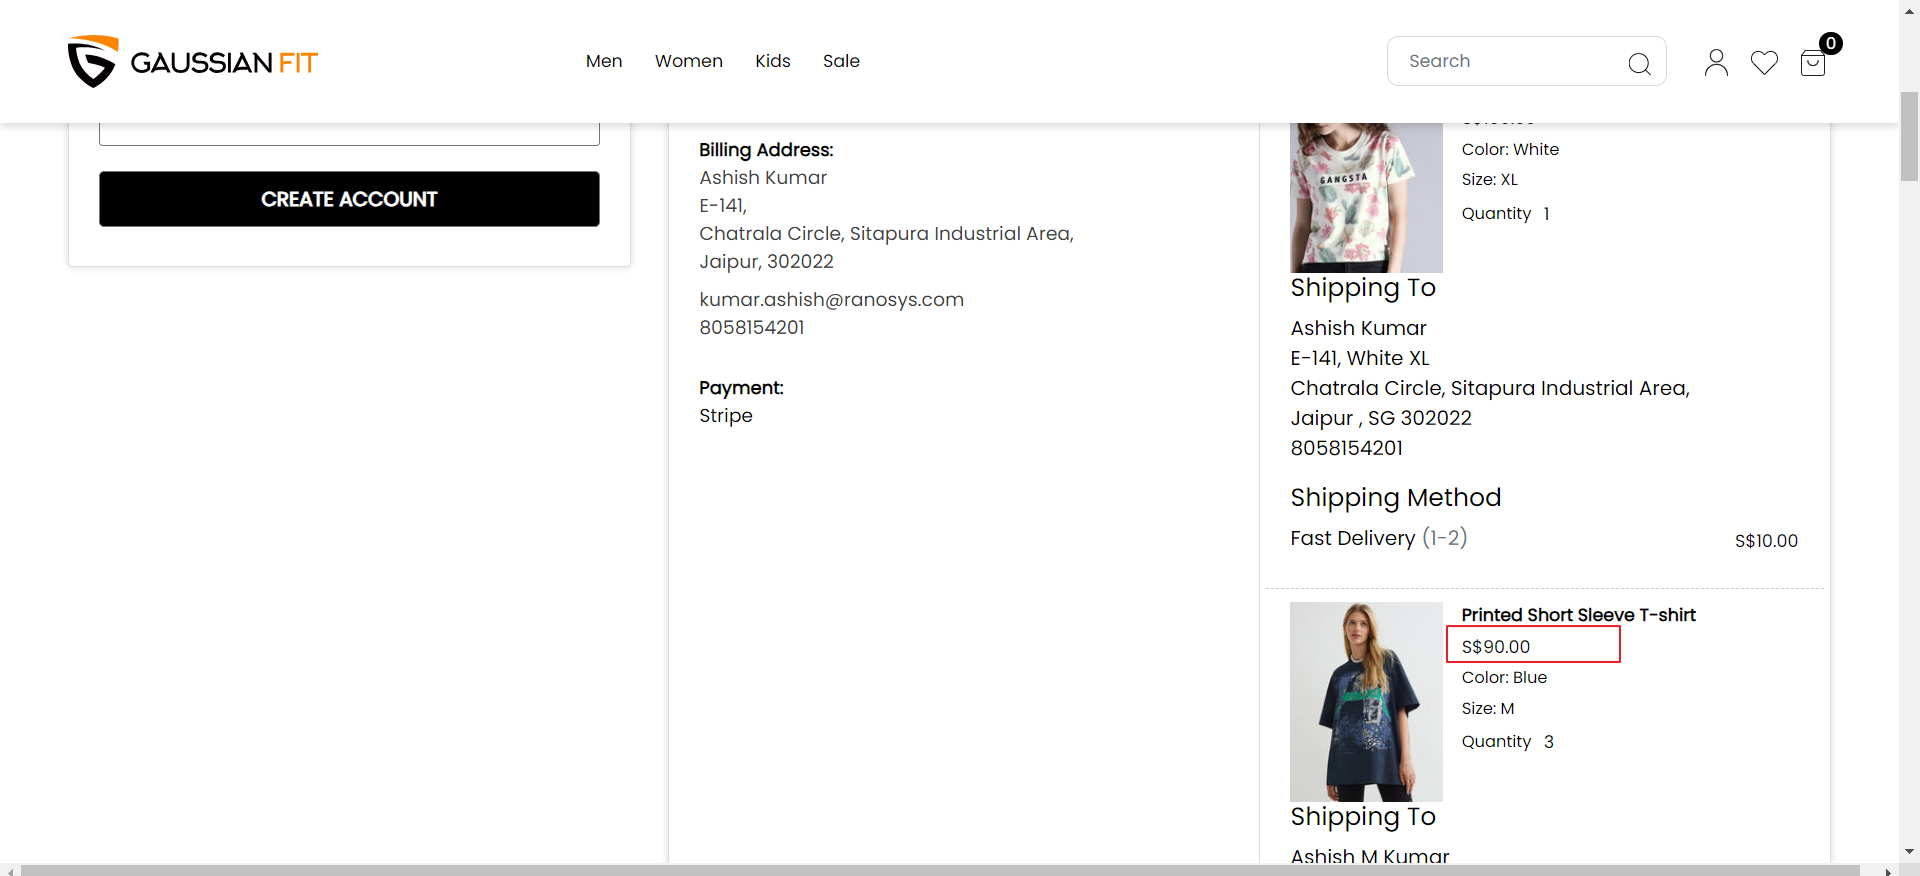 GAUSSIAN FIT
Men Women Kids Sale
Search
0
CREATE ACCOUNT
Billing Address:
Ashish Kumar
E-141,
Chatrala Circle, Sitapura Industrial Area,
Jaipur, 302022
kumar.ashish@ranosys.com
8058154201
Payment:
Stripe
GANGSTA
Color: White
Size: XL
Quantity 1
Shipping To
Ashish Kumar
E-141, White XL
Chatrala Circle, Sitapura Industrial Area,
Jaipur , SG 302022
8058154201
Shipping Method
Fast Delivery (1-2) S$10.00
Printed Short Sleeve T-shirt
S$90.00
Color: Blue
Size: M
Quantity 3
Shipping To
Ashish M Kumar